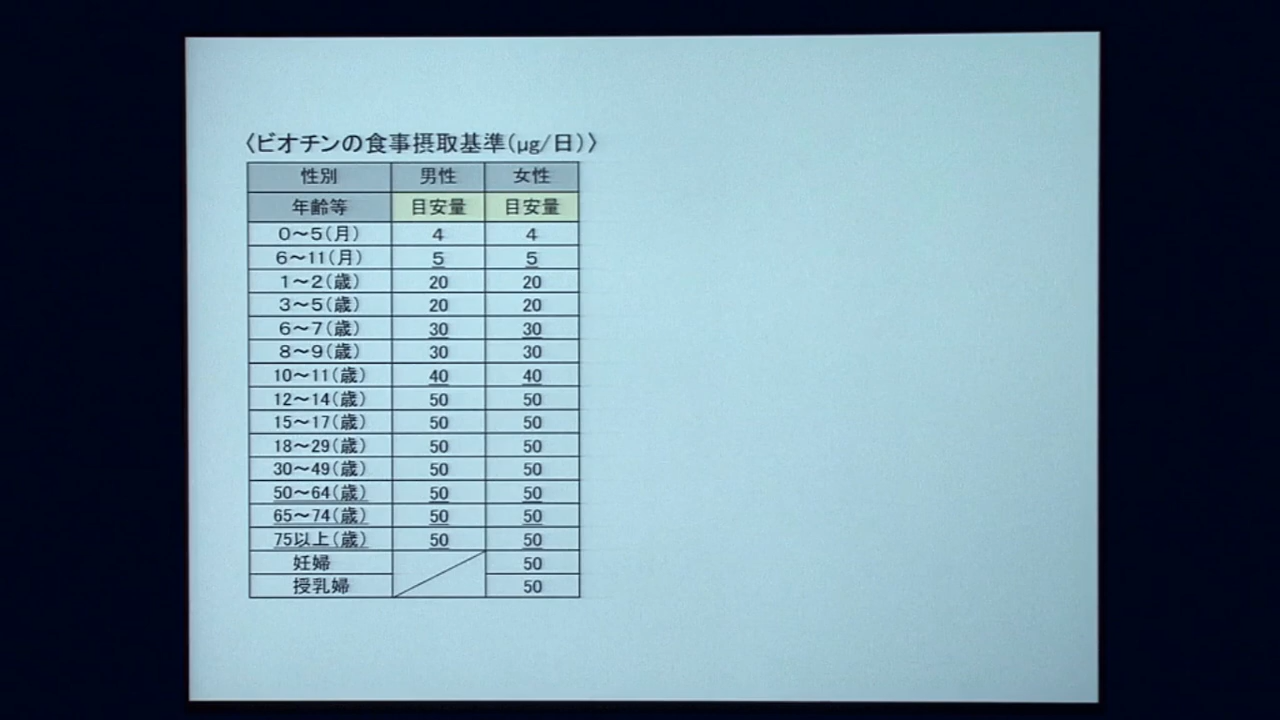 〈ビオチンの食事摂取基準(μg/日)〉
性別 男性 女性
年齢等 目安量 目安量
0～5(月) 4 4
6～11(月) 5 5
1～2(歳) 20 20
3～5(歳) 20 20
6～7(歳) 30 30
8～9(歳) 30 30
10～11(歳) 40 40
12～14(歳) 50 50
15～17(歳) 50 50
18～29(歳) 50 50
30～49(歳) 50 50
50～64(歳) 50 50
65～74(歳) 50 50
75以上(歳) 50 50
妊婦 50
授乳婦 50